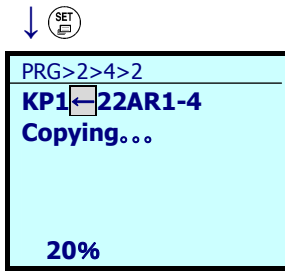 ↓ SET
PRG>2>4>2
KP1←22AR1-4
Copying。。。
20%